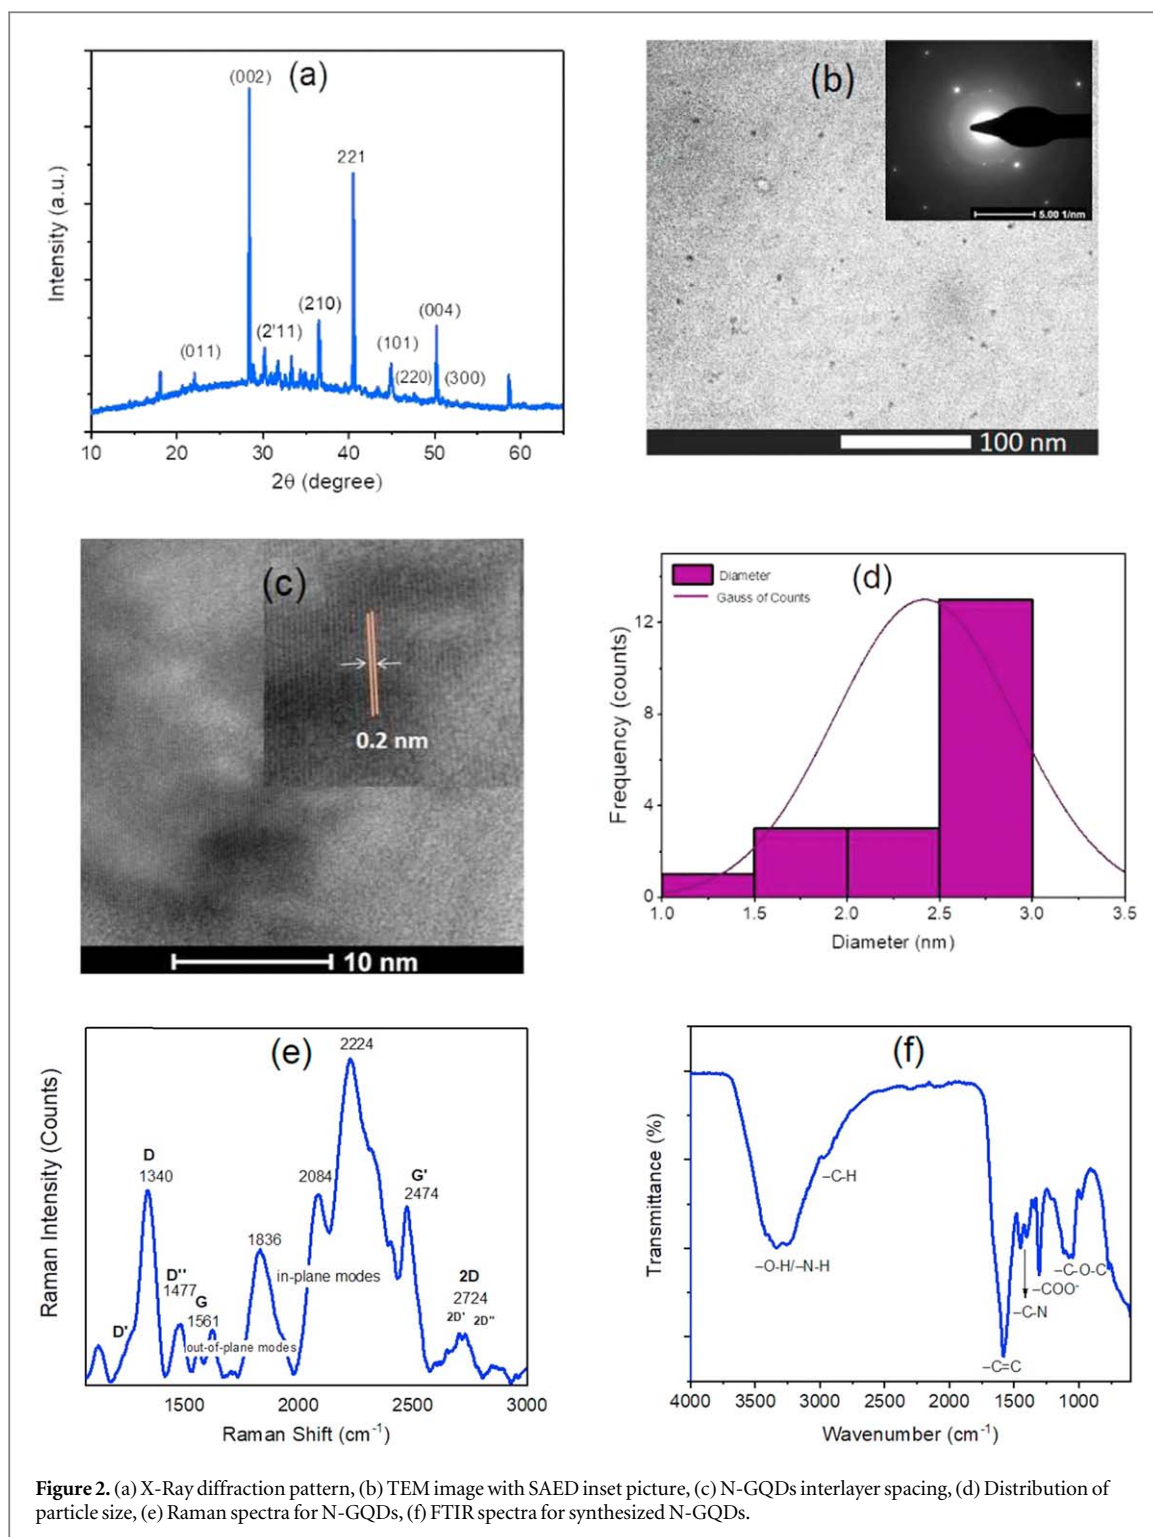 (a)
(002)
221
(210)
(004)
(2'11)
(101)
(011)
(220)
(300)
Intensity (a.u.)
10 20 30 40 50 60
2θ (degree)
(b)
5.00 1/nm
100 nm
(c)
0.2 nm
10 nm
(d)
Diameter
Gauss of Counts
Frequency (counts)
12
8
4
0
1.0 1.5 2.0 2.5 3.0 3.5
Diameter (nm)
(e)
2224
D
1340
2084
G'
2474
1836
in-plane modes
D''
1477
G
1561
2D
2724
2D' 2D''
D'
out-of-plane modes
Raman Intensity (Counts)
1500 2000 2500 3000
Raman Shift (cm-1)
(f)
–C-H
–O-H/–N-H
–C-O-C
–COO-
–C-N
–C=C
Transmittance (%)
4000 3500 3000 2500 2000 1500 1000
Wavenumber (cm-1)
Figure 2. (a) X-Ray diffraction pattern, (b) TEM image with SAED inset picture, (c) N-GQDs interlayer spacing, (d) Distribution of
particle size, (e) Raman spectra for N-GQDs, (f) FTIR spectra for synthesized N-GQDs.